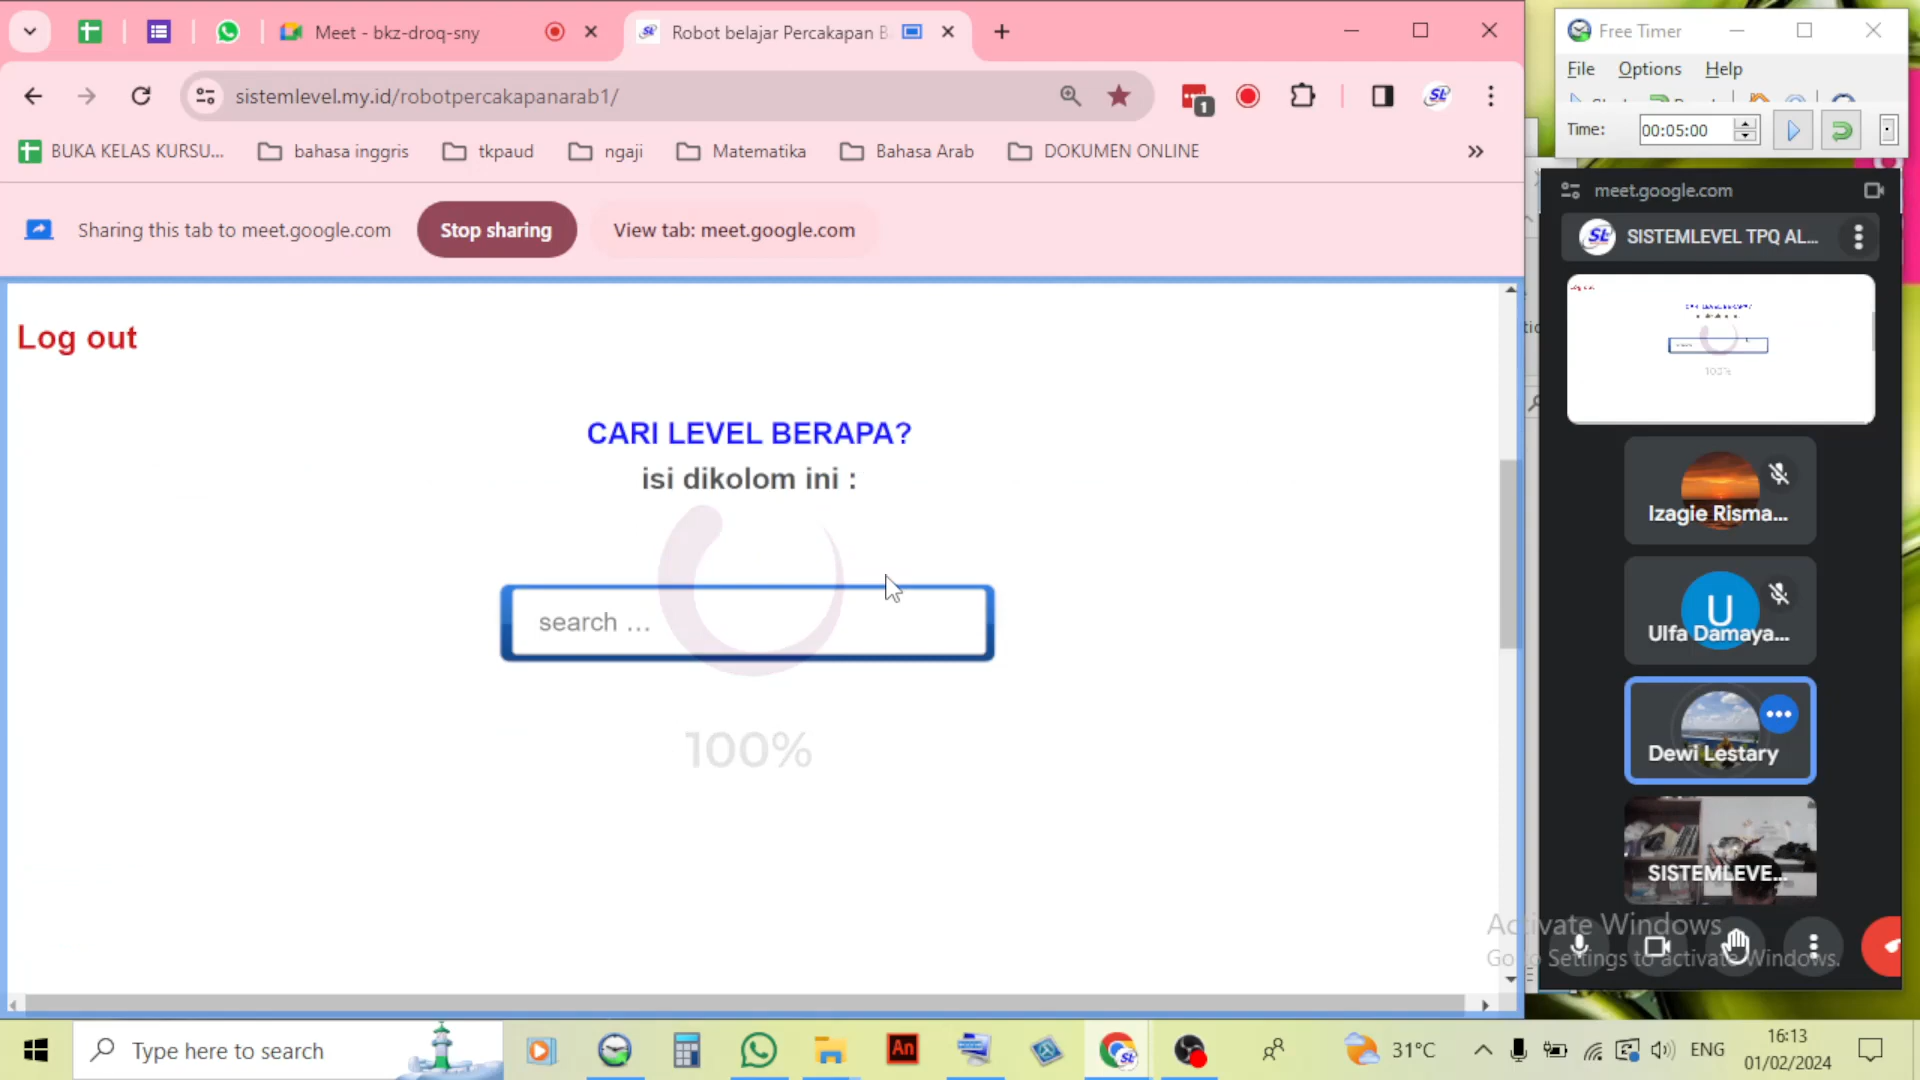 Meet - bkz-droq-sny
Robot belajar Percakapan B
sistemlevel.my.id/robotpercakapanarab1/
1
BUKA KELAS KURSU...
bahasa inggris
tkpaud
ngaji
Matematika
Bahasa Arab
DOKUMEN ONLINE
Sharing this tab to meet.google.com
Stop sharing
View tab: meet.google.com
Log out
CARI LEVEL BERAPA?
isi dikolom ini :
search ...
100%
Free Timer
File
Options
Help
Time:
00:05:00
meet.google.com
SISTEMLEVEL TPQ AL...
Izagie Risma...
U
Ulfa Damaya...
Dewi Lestary
SISTEMLEVE...
Activate Windows
Go to Settings to activate Windows.
Type here to search
An
31°C
ENG
16:13
01/02/2024